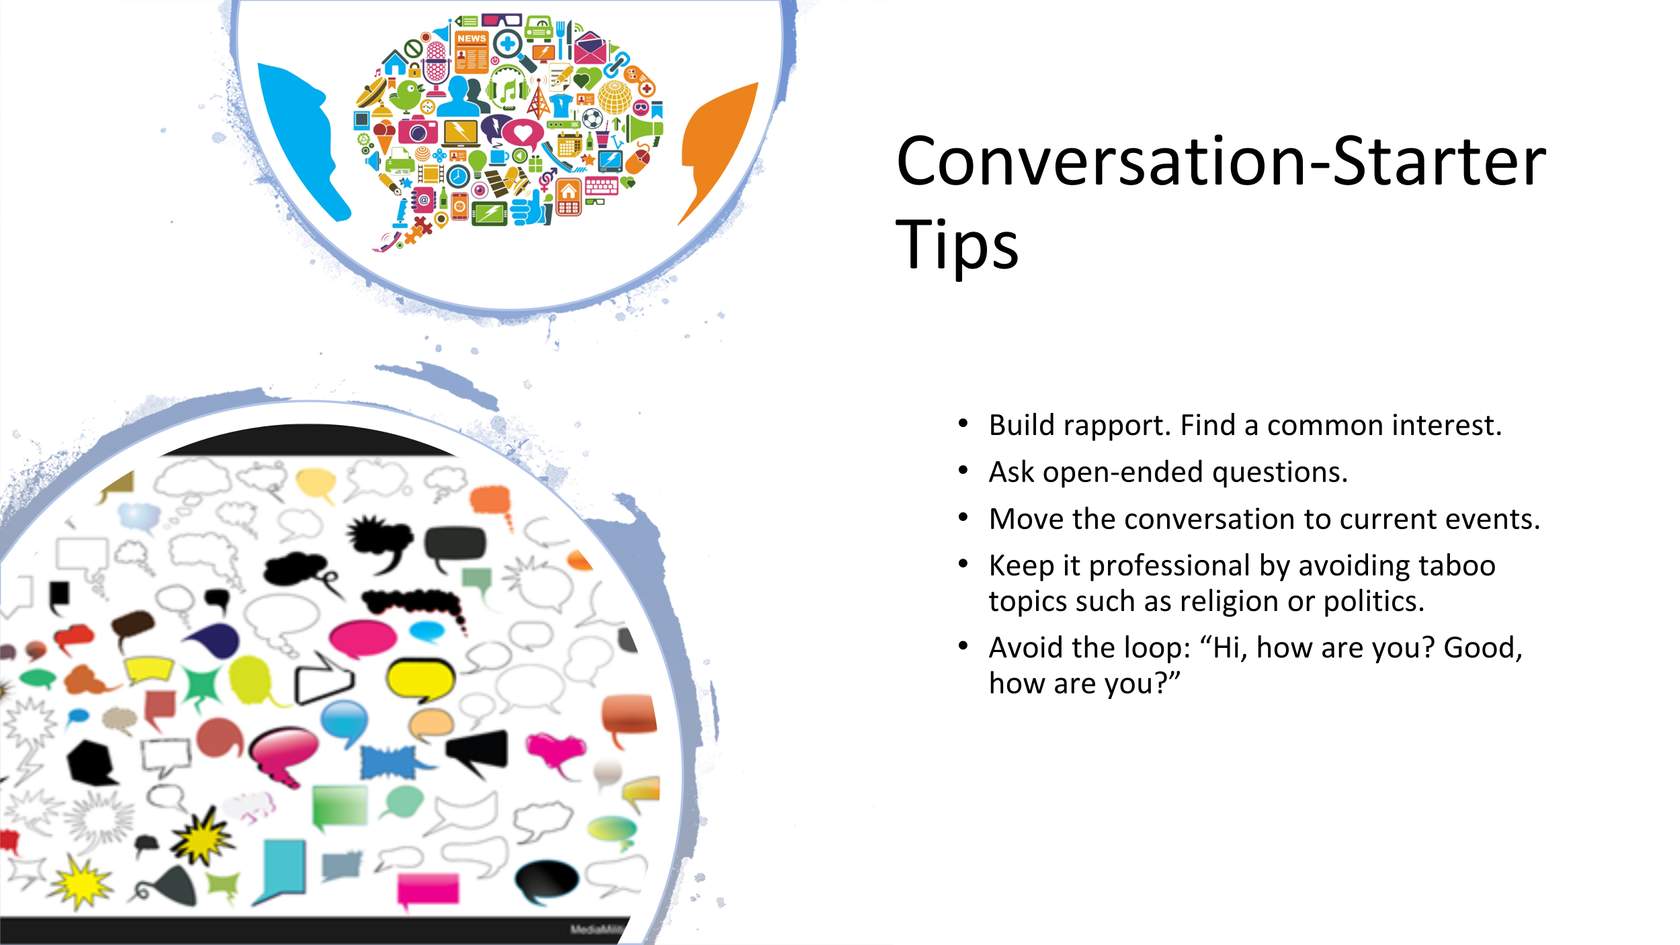 NEWS
Conversation-Starter
Tips
• Build rapport. Find a common interest.
• Ask open-ended questions.
• Move the conversation to current events.
• Keep it professional by avoiding taboo
topics such as religion or politics.
• Avoid the loop: “Hi, how are you? Good,
how are you?”